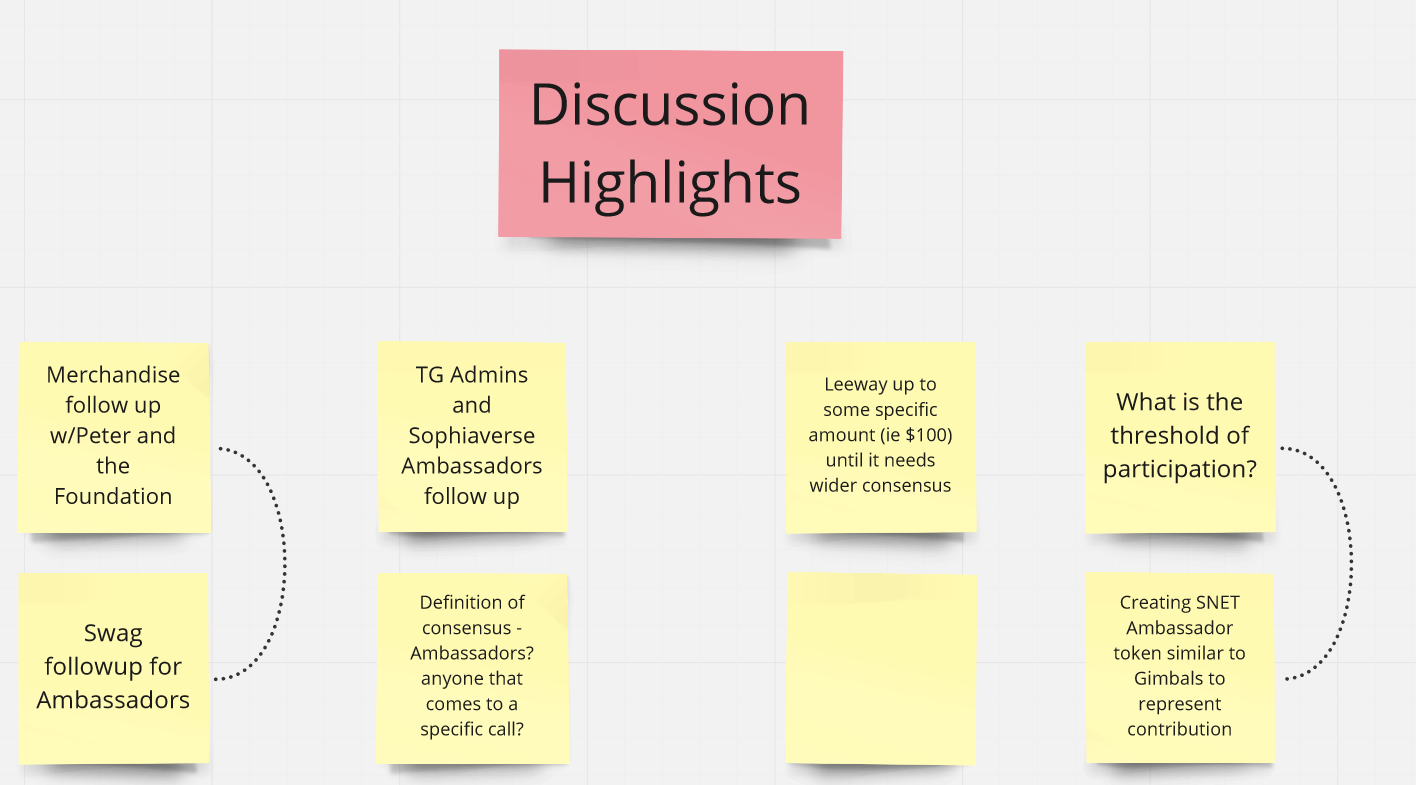 Discussion
Highlights
Merchandise
follow up
w/Peter and
the
Foundation
TG Admins
and
Sophiaverse
Ambassadors
follow up
Leeway up to
some specific
amount (ie $100)
until it needs
wider consensus
What is the
threshold of
participation?
Swag
followup for
Ambassadors
Definition of
consensus -
Ambassadors?
anyone that
comes to a
specific call?
Creating SNET
Ambassador
token similar to
Gimbals to
represent
contribution